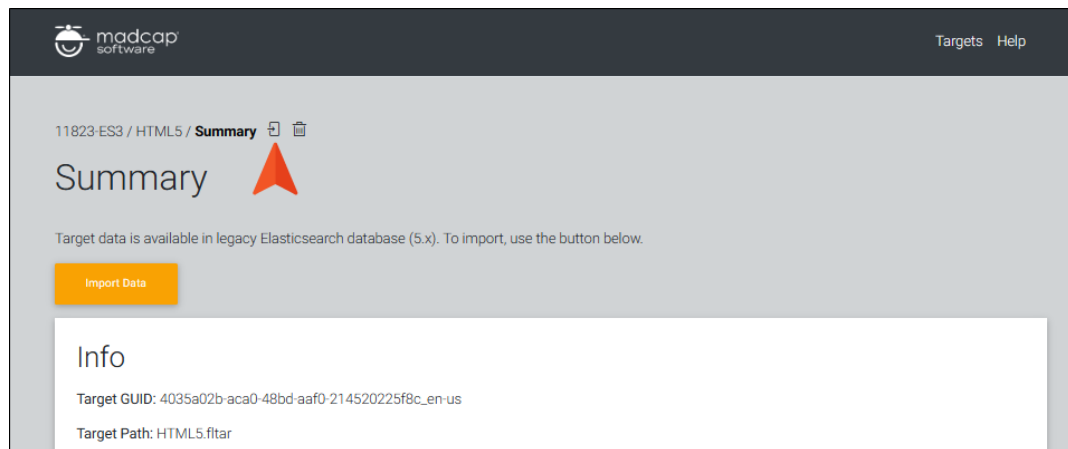 madcap
software
Targets Help
11823-ES3 / HTML5 / Summary
Summary
Target data is available in legacy Elasticsearch database (5.x). To import, use the button below.
Import Data
Info
Target GUID: 4035a02b-aca0-48bd-aaf0-214520225f8c_en-us
Target Path: HTML5.fltar